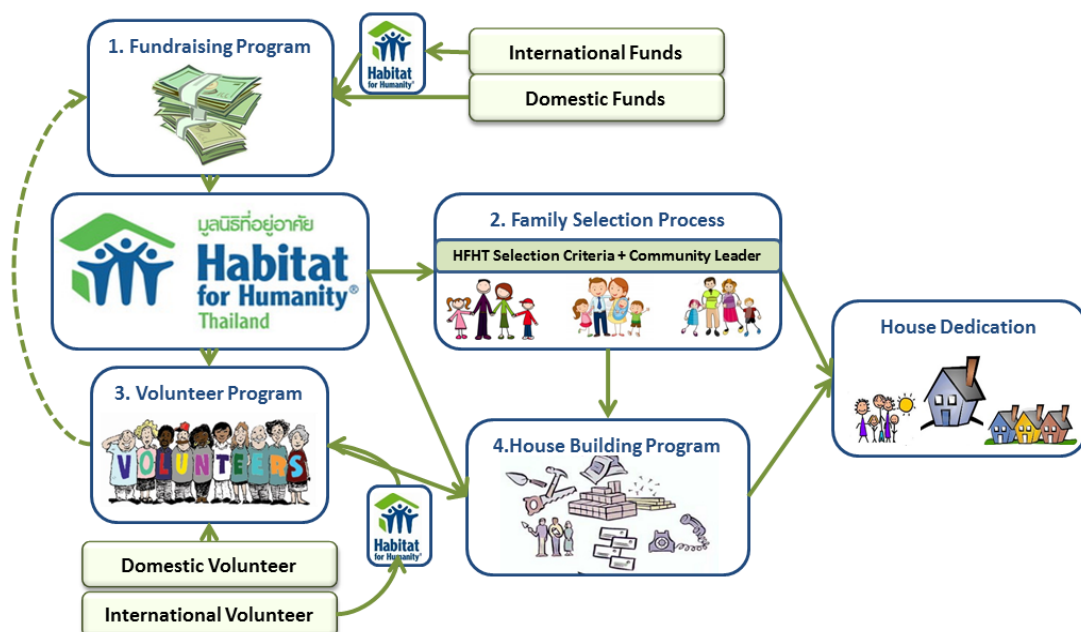 1. Fundraising Program
Habitat
for Humanity®
International Funds
Domestic Funds
มูลนิธิที่อยู่อาศัย
Habitat
for Humanity®
Thailand
2. Family Selection Process
HFHT Selection Criteria + Community Leader
House Dedication
3. Volunteer Program
VOLUNTEERS
4.House Building Program
Habitat
for Humanity®
Domestic Volunteer
International Volunteer